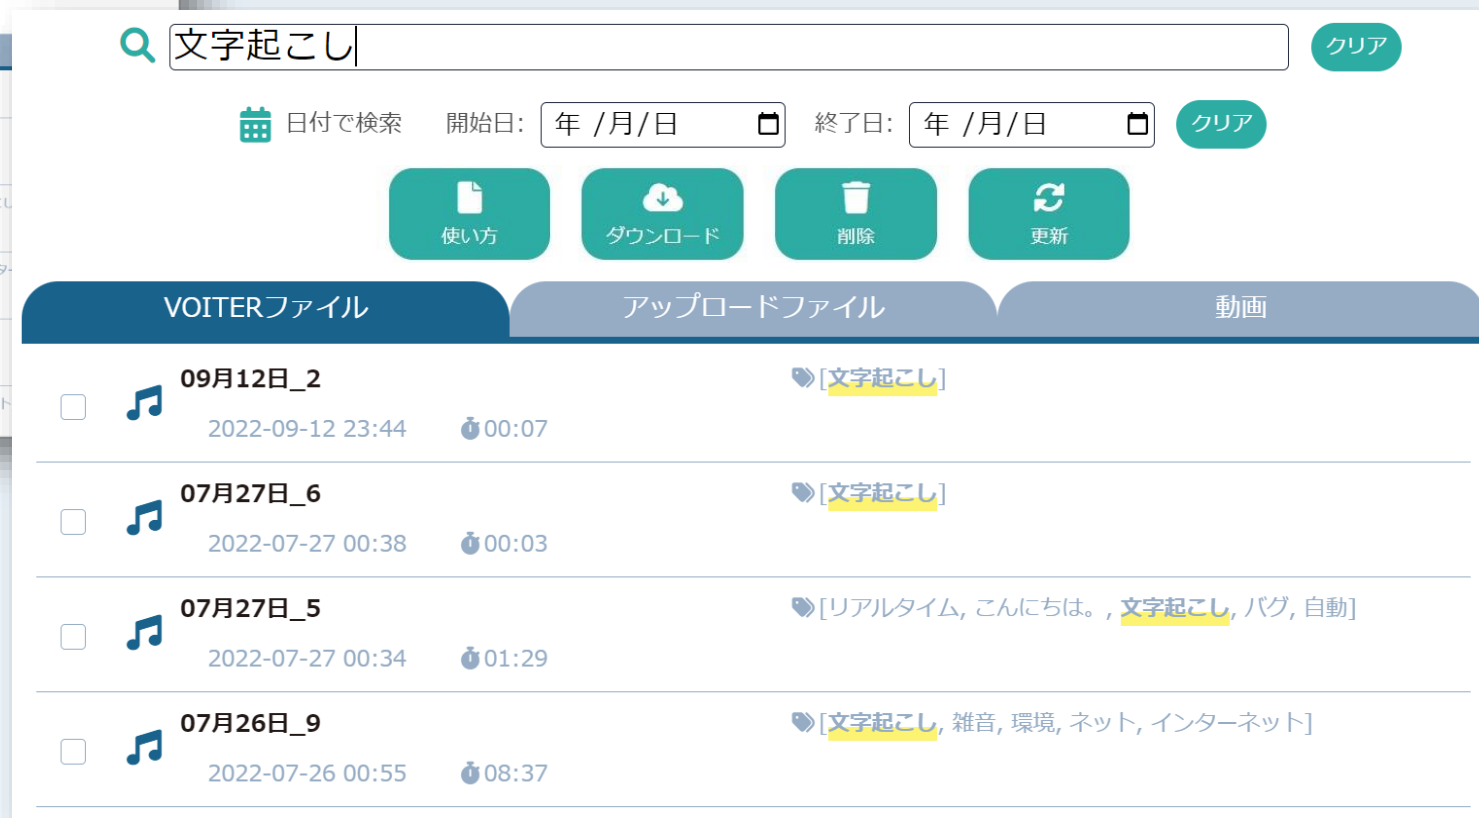 文字起こし クリア
日付で検索 開始日: 年 /月/日 終了日: 年 /月/日 クリア
使い方 ダウンロード 削除 更新
VOITERファイル アップロードファイル 動画
09月12日_2 [文字起こし]
2022-09-12 23:44 00:07
07月27日_6 [文字起こし]
2022-07-27 00:38 00:03
07月27日_5 [リアルタイム, こんにちは。, 文字起こし, バグ, 自動]
2022-07-27 00:34 01:29
07月26日_9 [文字起こし, 雑音, 環境, ネット, インターネット]
2022-07-26 00:55 08:37